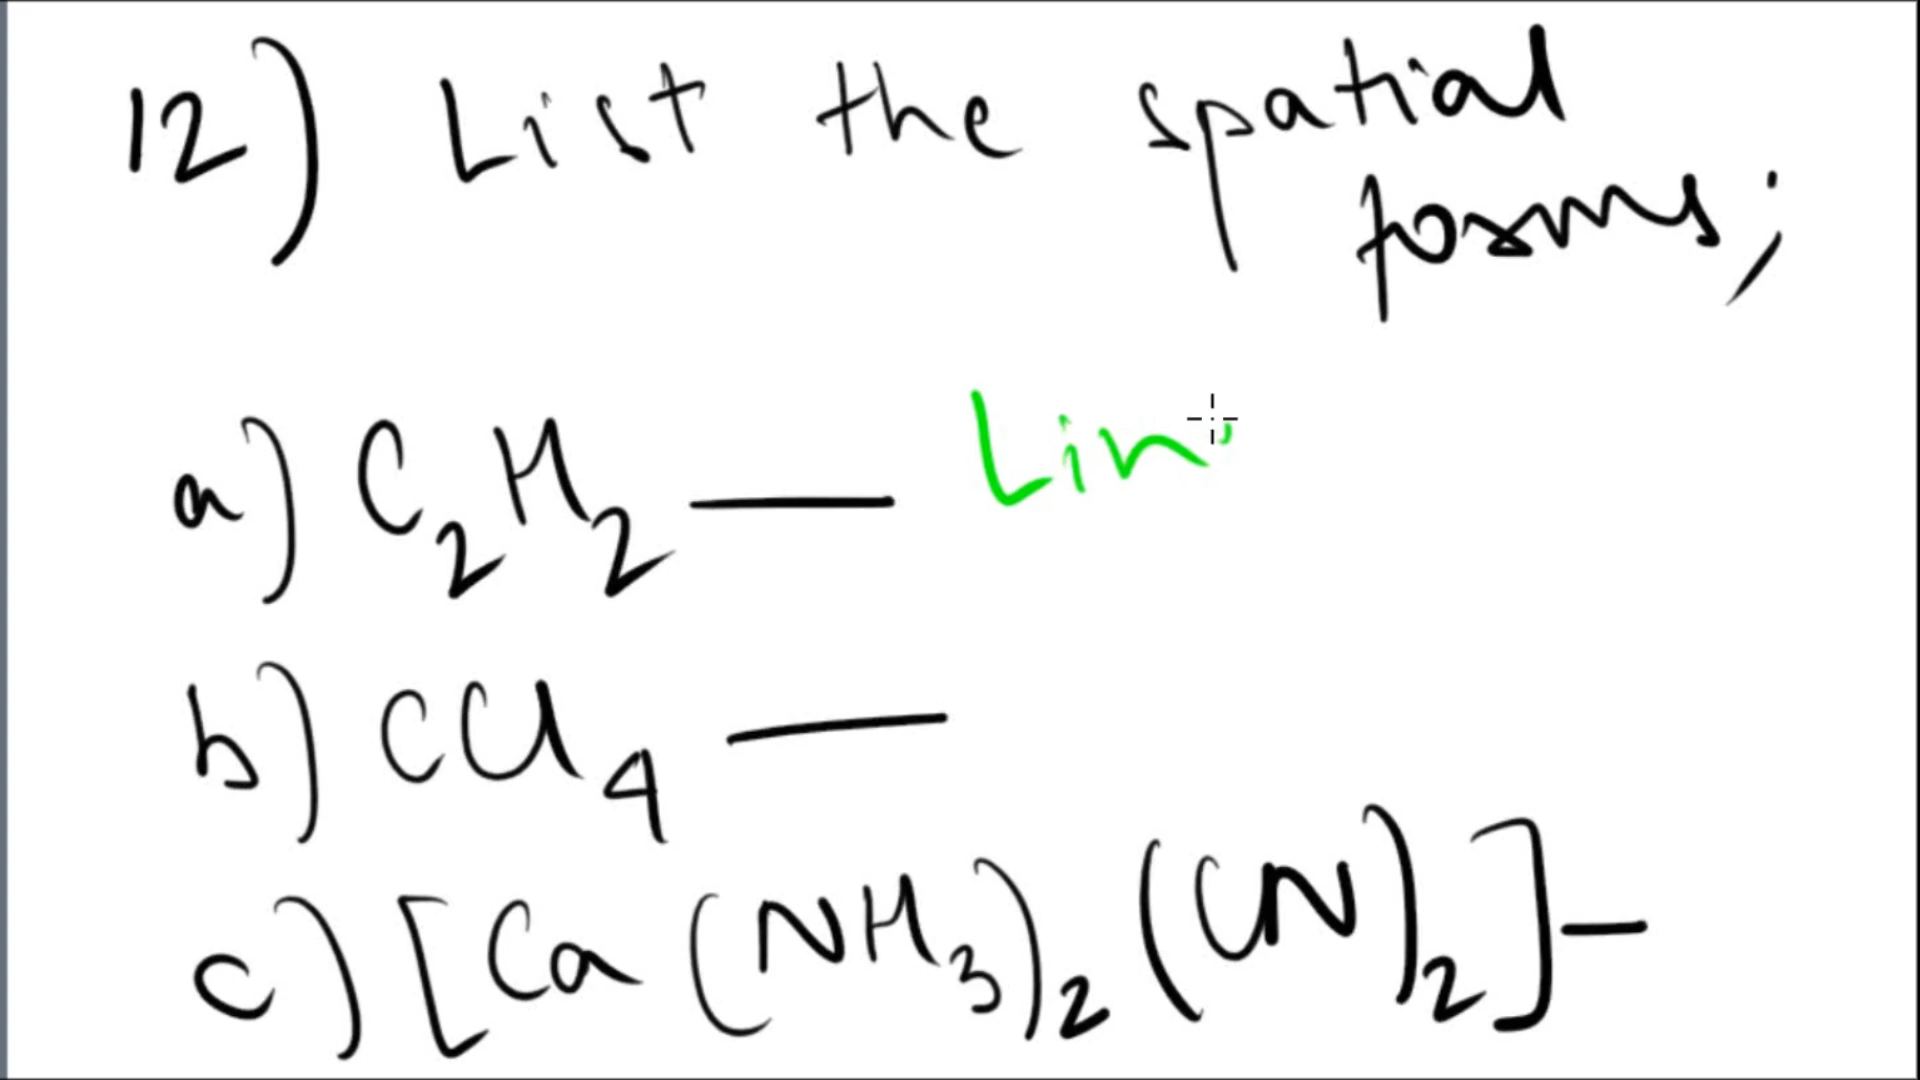 12) List the spatial
forms;
a) C₂H₂ — Lin
b) CCl₄ —
c) [Ca(NH₃)₂(CN)₂] —